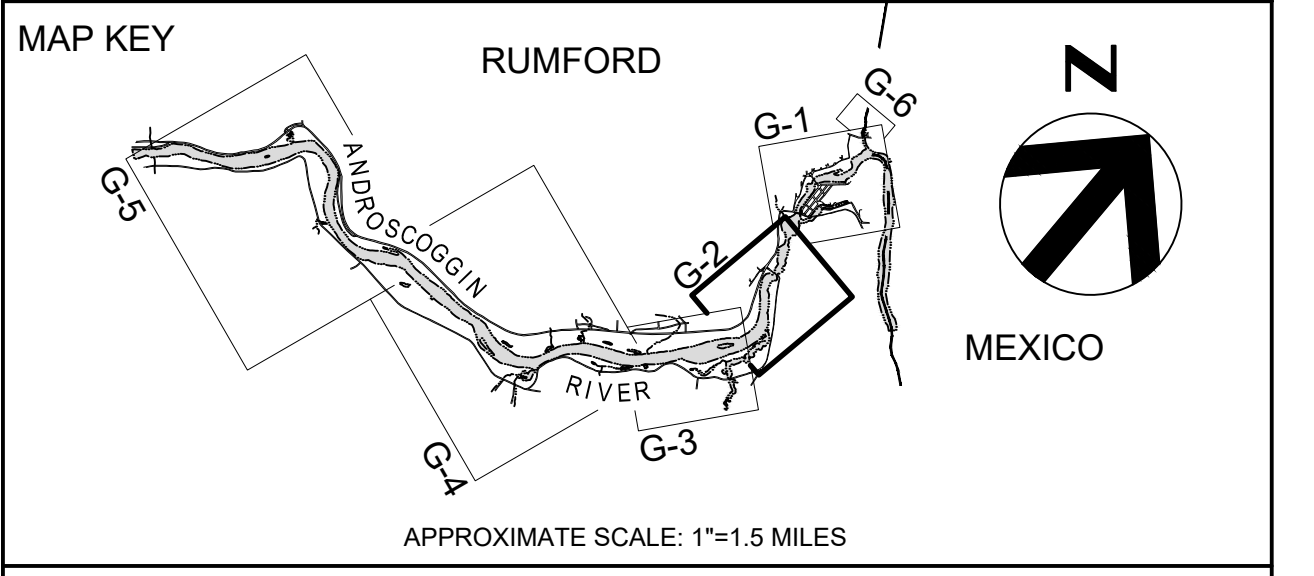 MAP KEY
RUMFORD
N
G-6
G-1
G-5
ANDROSCOGGIN
G-2
MEXICO
RIVER
G-3
G-4
APPROXIMATE SCALE: 1"=1.5 MILES